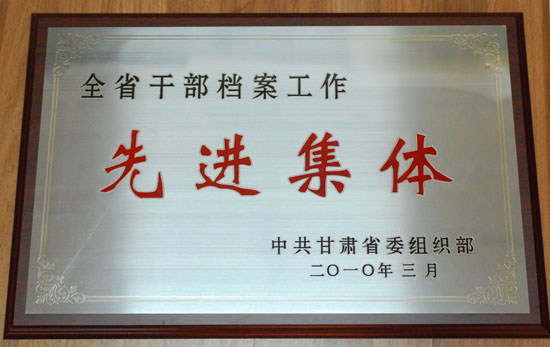 全省干部档案工作
先进集体
中共甘肃省委组织部
二〇一〇年三月